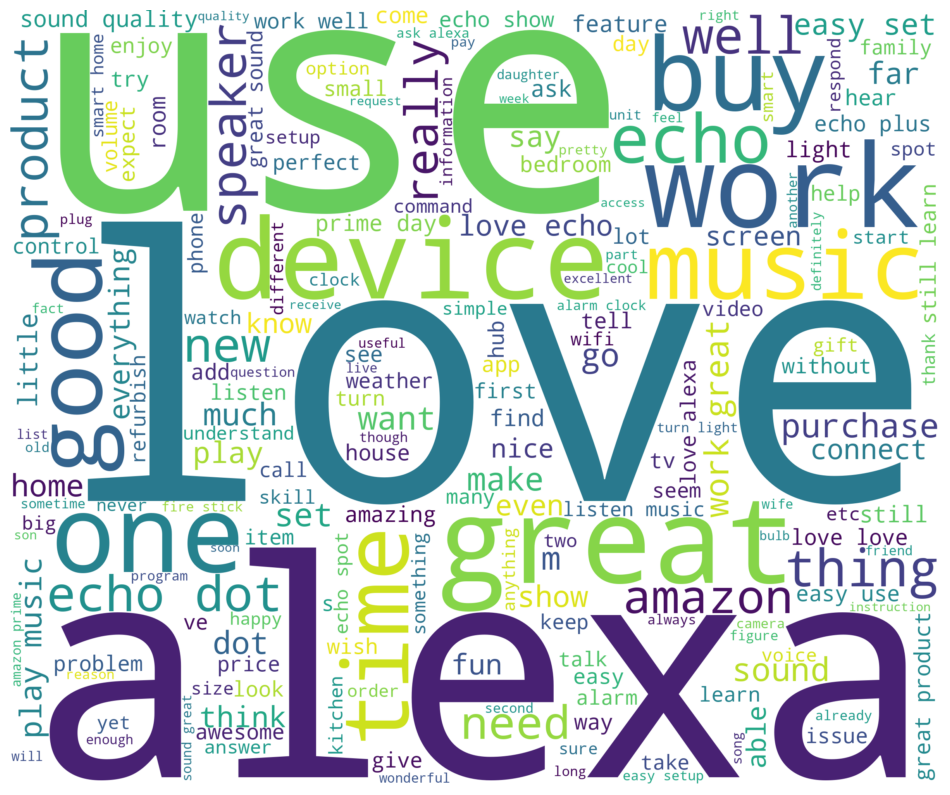 sound quality
quality
work well
come
echo show
feature
right
easy set
use
enjoy
ask alexa
pay
day
well
family
product
smart home
try
speaker
great sound
option
small
daughter
ask
buy
far
smart
respond
hear
volume
expect
room
request
week
really
information
say
unit
feel
echo
echo plus
setup
perfect
pretty
bedroom
light
spot
work
plug
phone
command
access
another
help
control
prime day
love echo
lot
screen
start
definitely
thank still learn
good
everything
device
different
clock
part
cool
excellent
music
fact
receive
simple
alarm clock
video
little
refurbish
watch
know
love
hub
tell
wifi
go
gift
new
useful
see
live
app
without
add
question
weather
first
turn
listen
much
want
find
turn light
love alexa
work great
purchase
list
old
understand
though
house
nice
tv
connect
play
call
seem
home
skill
make
many
sometime
never
fire stick
set
amazing
even
listen music
wife
etc
still
big
son
one
soon
item
time
great
two
m
bulb
love love
friend
thing
play music
program
echo dot
s
echo spot
something
anything
show
amazon
easy use
instruction
amazon prime
ve
happy
wish
keep
always
camera
figure
alexa
problem
reason
dot
price
fun
talk
easy
voice
sound
great product
size
look
kitchen
order
alarm
learn
able
yet
enough
think
awesome
second
need
way
already
issue
will
sound great
answer
give
wonderful
sure
long
take
song
easy setup